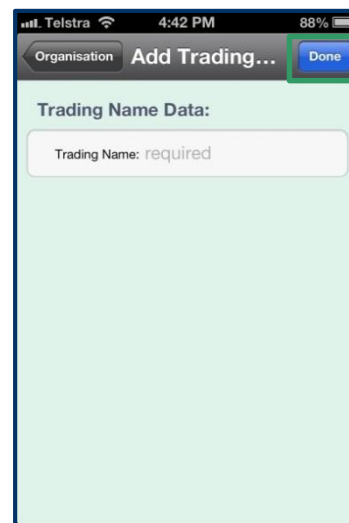 Telstra 4:42 PM 88%
Organisation Add Trading... Done
Trading Name Data:
Trading Name: required